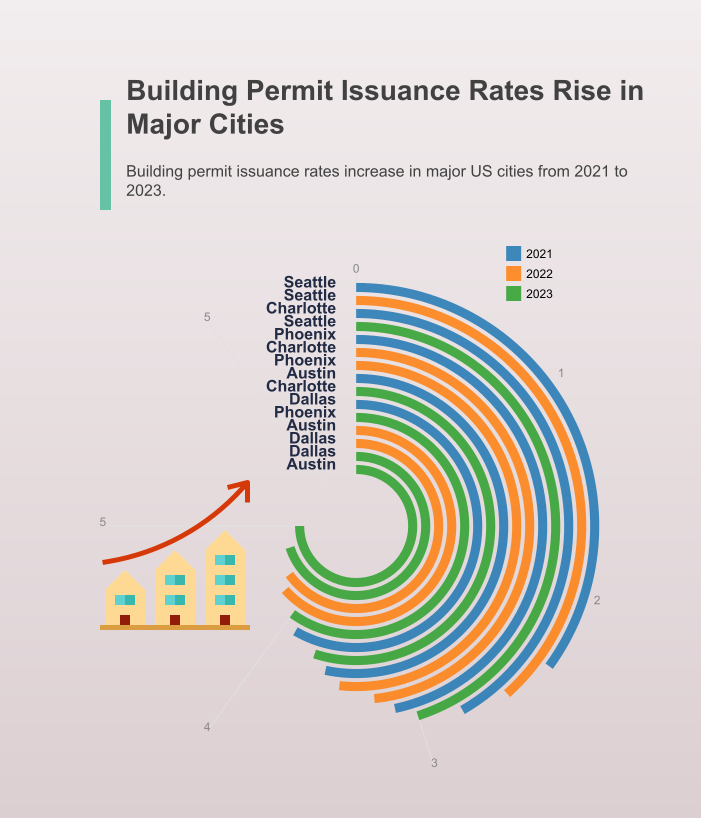 Building Permit Issuance Rates Rise in
Major Cities
Building permit issuance rates increase in major US cities from 2021 to
2023.
2021
2022
2023
0
Seattle
Seattle
Charlotte
Seattle
Phoenix
Charlotte
Phoenix
Austin
Charlotte
Dallas
Phoenix
Austin
Dallas
Dallas
Austin
5
1
5
2
4
3